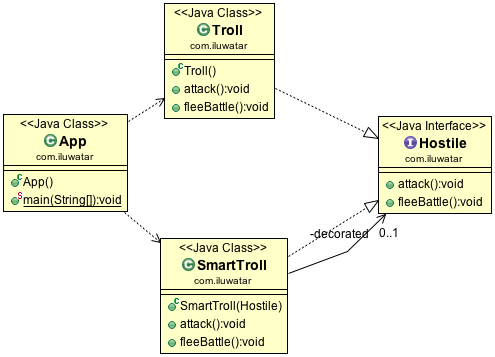 <<Java Class>>
Troll
com.iluwatar
Troll()
attack():void
fleeBattle():void
<<Java Class>>
App
com.iluwatar
App()
main(String[]):void
<<Java Interface>>
Hostile
com.iluwatar
attack():void
fleeBattle():void
-decorated 0..1
<<Java Class>>
SmartTroll
com.iluwatar
SmartTroll(Hostile)
attack():void
fleeBattle():void